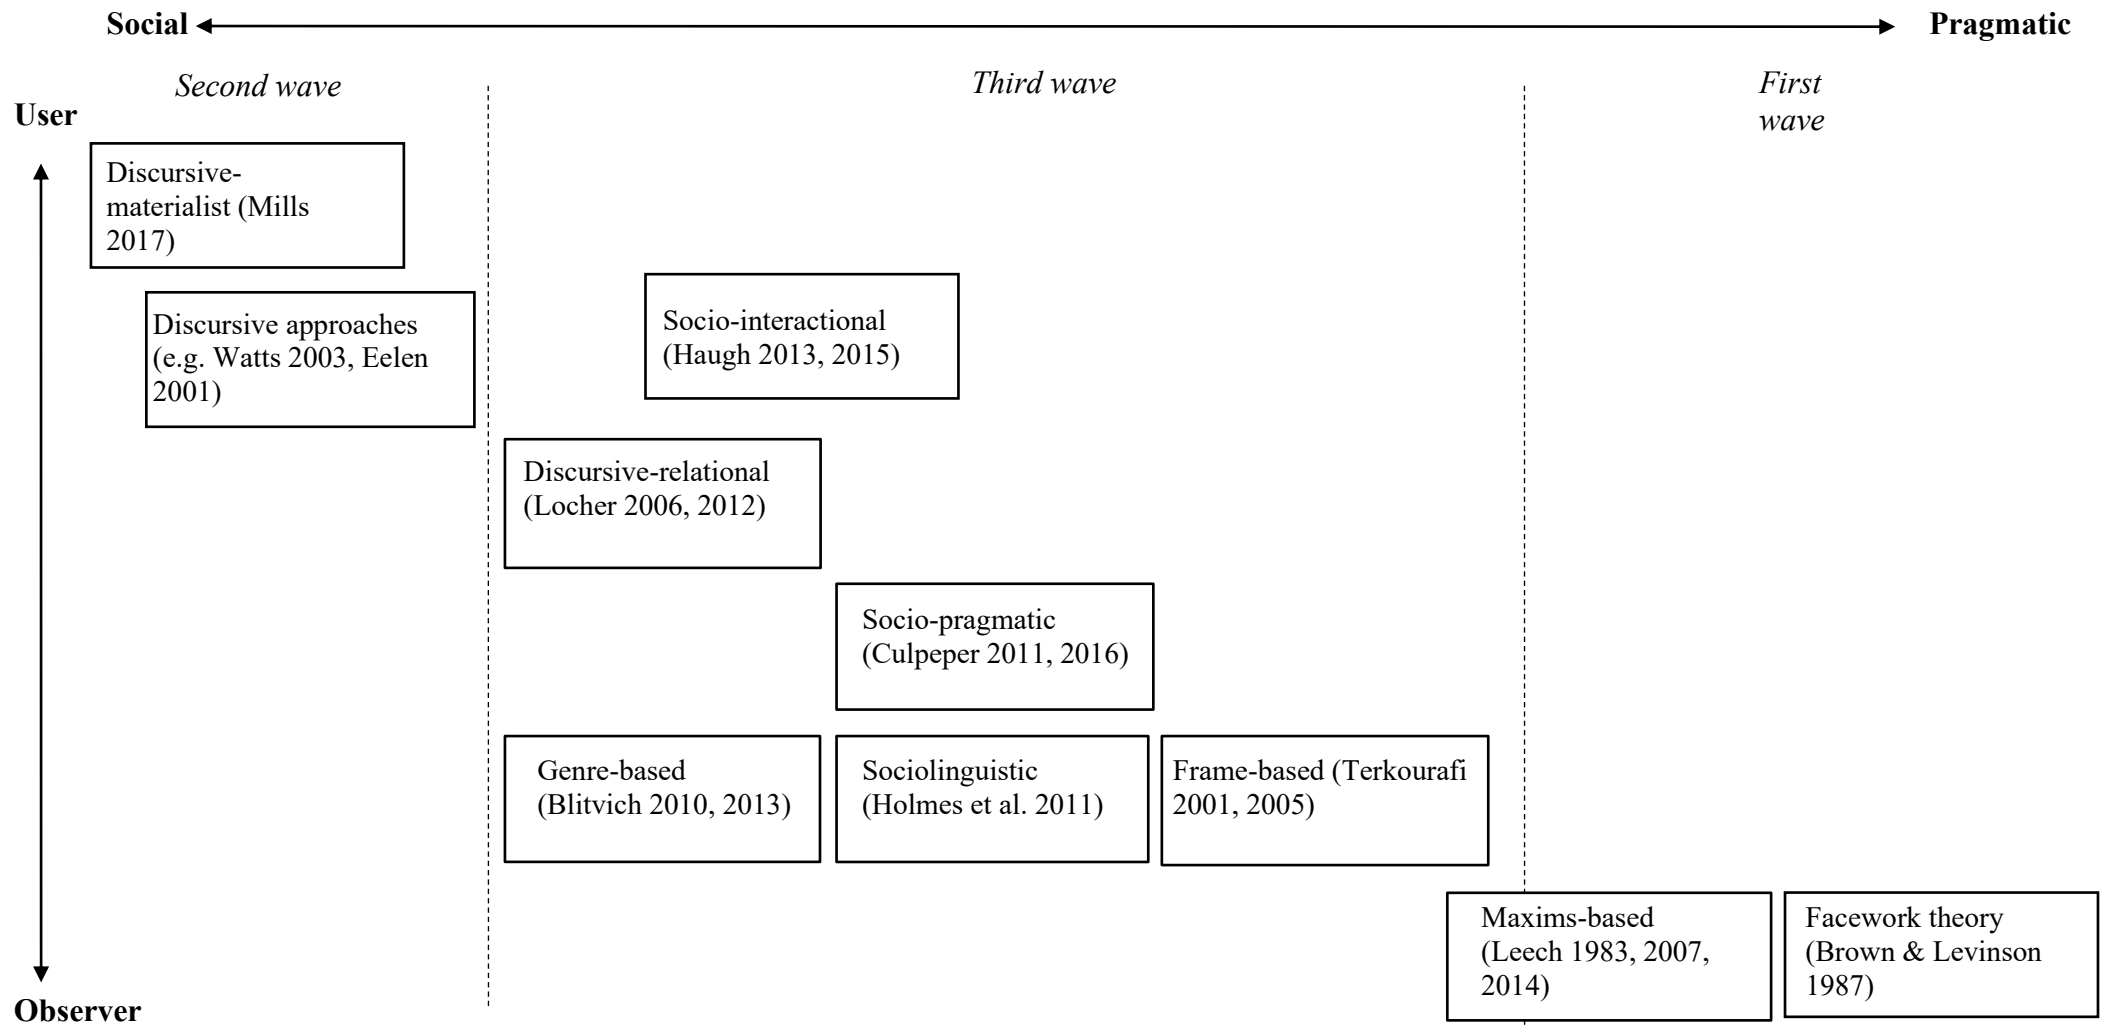 Social
Pragmatic
Second wave
Third wave
First
wave
User
Discursive-
materialist (Mills
2017)
Discursive approaches
(e.g. Watts 2003, Eelen
2001)
Socio-interactional
(Haugh 2013, 2015)
Discursive-relational
(Locher 2006, 2012)
Socio-pragmatic
(Culpeper 2011, 2016)
Genre-based
(Blitvich 2010, 2013)
Sociolinguistic
(Holmes et al. 2011)
Frame-based (Terkourafi
2001, 2005)
Maxims-based
(Leech 1983, 2007,
2014)
Facework theory
(Brown & Levinson
1987)
Observer